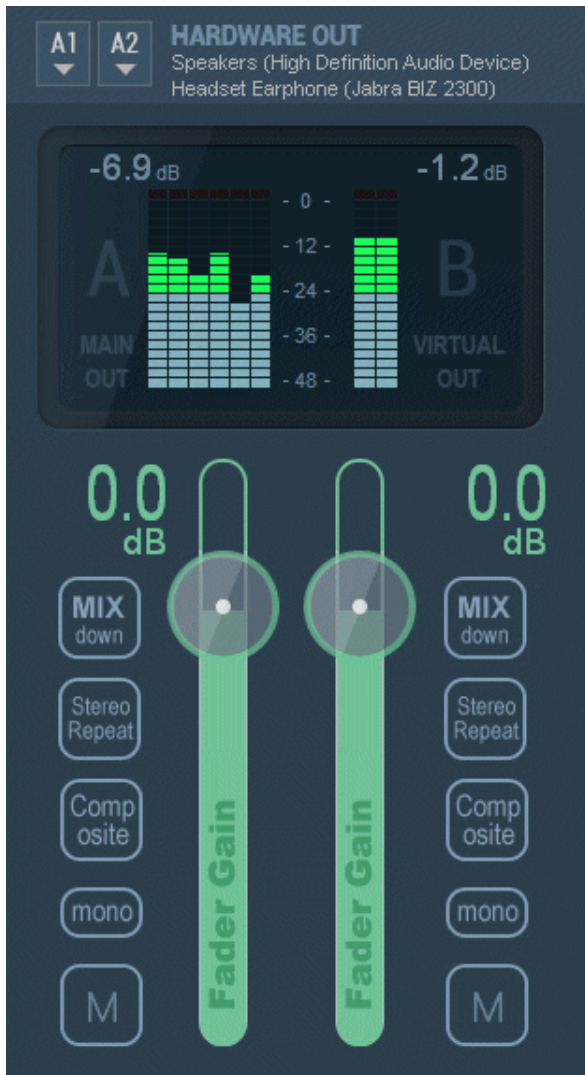 A1 A2 HARDWARE OUT
Speakers (High Definition Audio Device)
Headset Earphone (Jabra BIZ 2300)
-6.9 dB -1.2 dB
- 0 -
- 12 -
A - 24 - B
MAIN - 36 - VIRTUAL
OUT - 48 - OUT
0.0 0.0
dB dB
MIX MIX
down down
Stereo Stereo
Repeat Repeat
Comp Comp
osite osite
Fader Gain Fader Gain
mono mono
M M